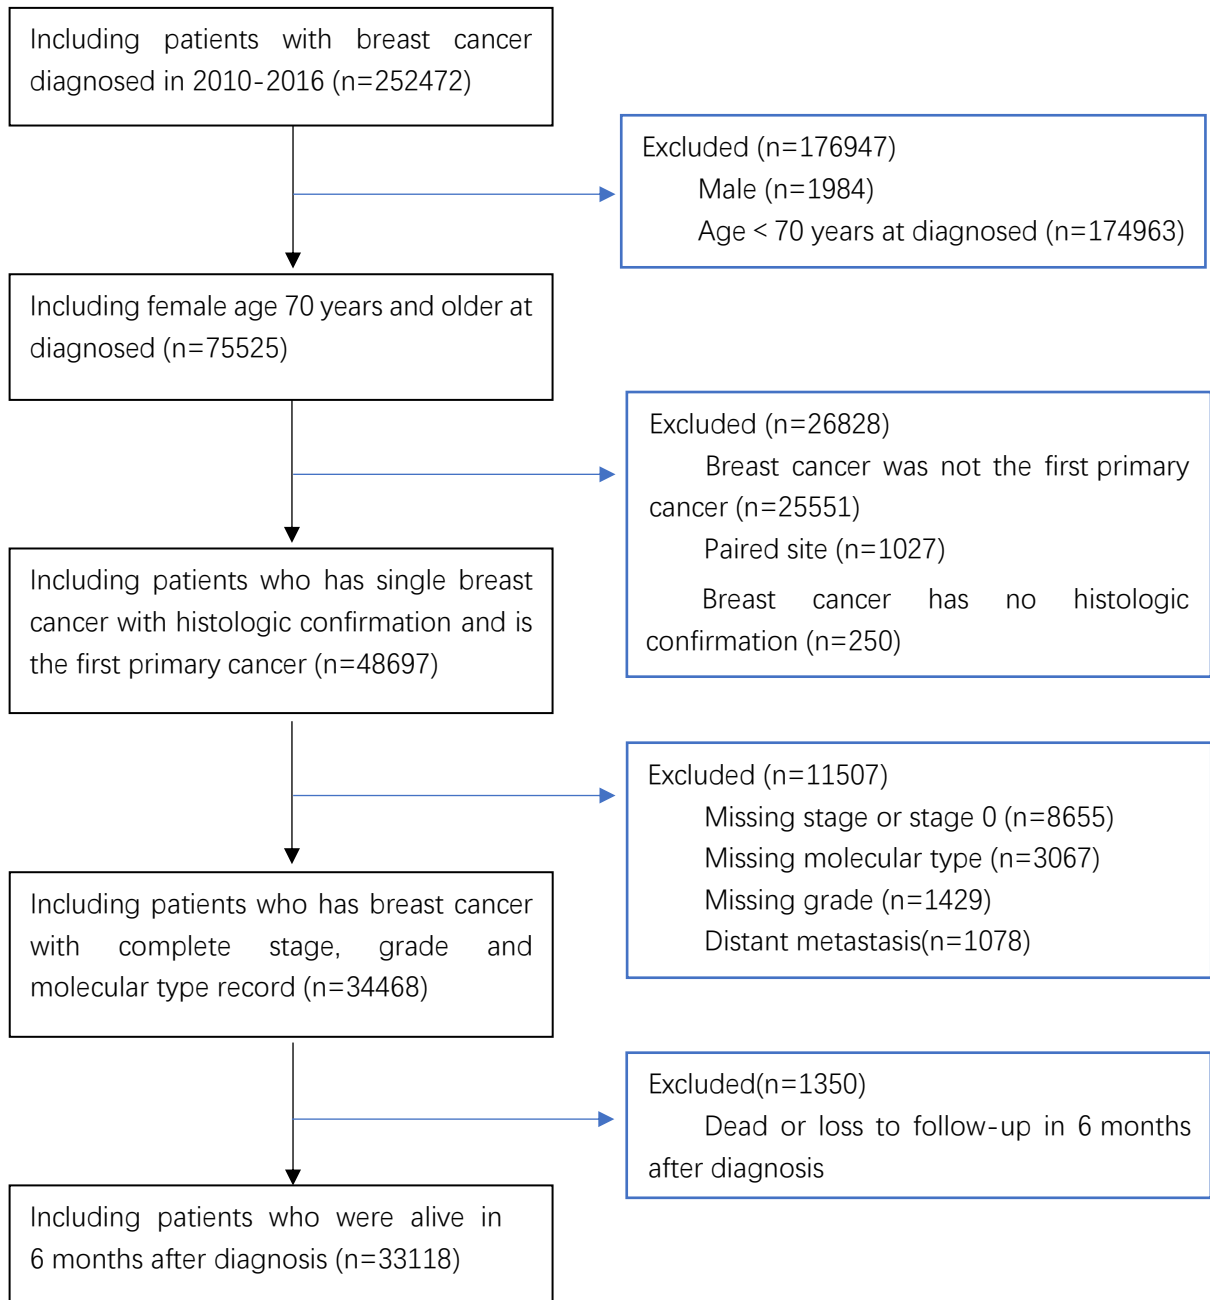 Including patients with breast cancer
diagnosed in 2010-2016 (n=252472)
Excluded (n=176947)
Male (n=1984)
Age < 70 years at diagnosed (n=174963)
Including female age 70 years and older at
diagnosed (n=75525)
Excluded (n=26828)
Breast cancer was not the first primary
cancer (n=25551)
Paired site (n=1027)
Breast cancer has no histologic
confirmation (n=250)
Including patients who has single breast
cancer with histologic confirmation and is
the first primary cancer (n=48697)
Excluded (n=11507)
Missing stage or stage 0 (n=8655)
Missing molecular type (n=3067)
Missing grade (n=1429)
Distant metastasis(n=1078)
Including patients who has breast cancer
with complete stage, grade and
molecular type record (n=34468)
Excluded(n=1350)
Dead or loss to follow-up in 6 months
after diagnosis
Including patients who were alive in
6 months after diagnosis (n=33118)